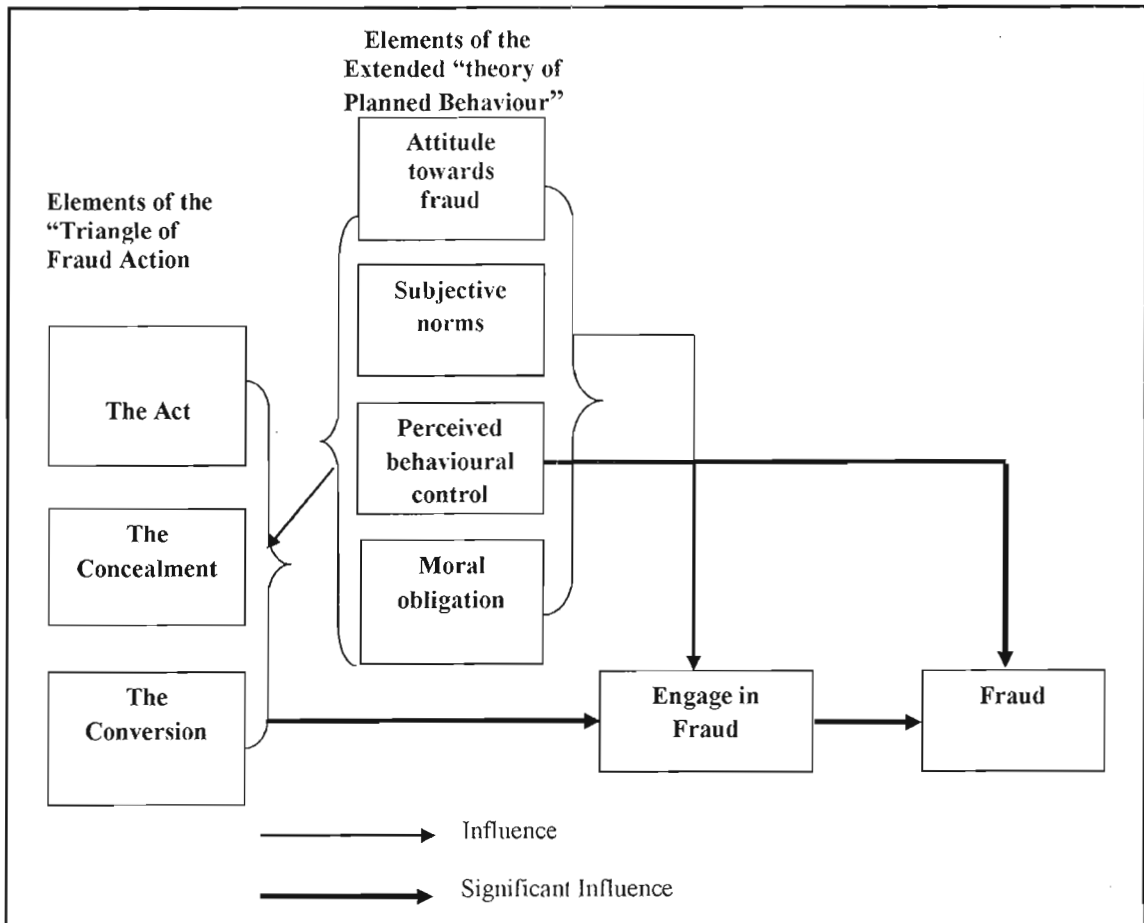 Elements of the
Extended “theory of
Planned Behaviour”
Attitude
towards
fraud
Elements of the
“Triangle of
Fraud Action
Subjective
norms
The Act
Perceived
behavioural
control
The
Concealment
Moral
obligation
The
Conversion
Engage in
Fraud
Fraud
Influence
Significant Influence